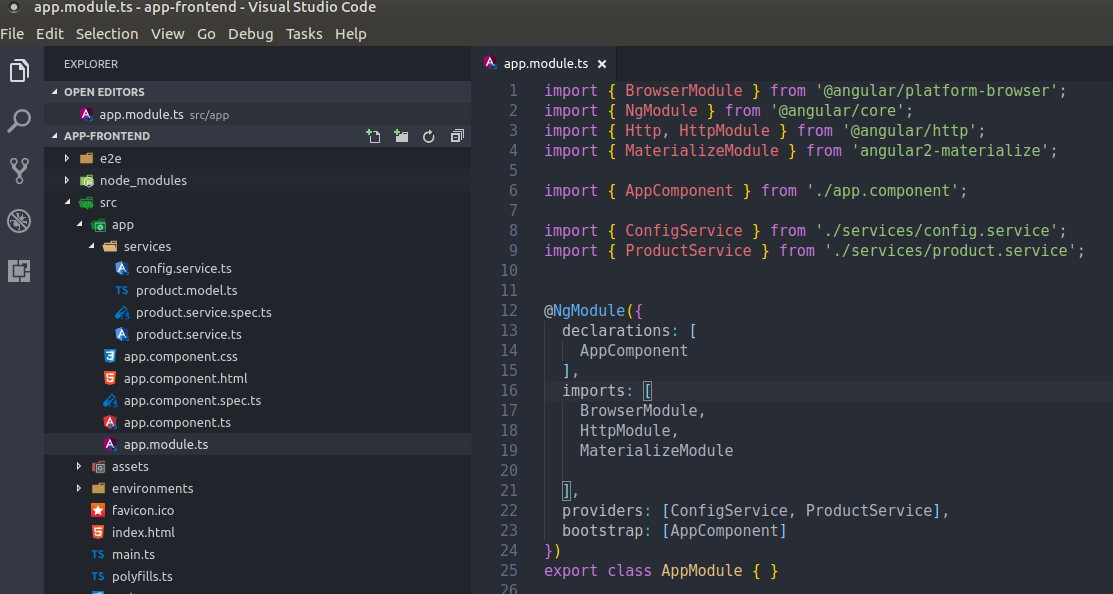 app.module.ts - app-frontend - Visual Studio Code
File Edit Selection View Go Debug Tasks Help
EXPLORER
OPEN EDITORS
app.module.ts src/app
APP-FRONTEND
e2e
node_modules
src
app
services
config.service.ts
TS product.model.ts
product.service.spec.ts
product.service.ts
app.component.css
app.component.html
app.component.spec.ts
app.component.ts
app.module.ts
assets
environments
favicon.ico
index.html
TS main.ts
TS polyfills.ts
app.module.ts ×
1 import { BrowserModule } from '@angular/platform-browser';
2 import { NgModule } from '@angular/core';
3 import { Http, HttpModule } from '@angular/http';
4 import { MaterializeModule } from 'angular2-materialize';
5
6 import { AppComponent } from './app.component';
7
8 import { ConfigService } from './services/config.service';
9 import { ProductService } from './services/product.service';
10
11
12 @NgModule({
13 declarations: [
14 AppComponent
15 ],
16 imports: [
17 BrowserModule,
18 HttpModule,
19 MaterializeModule
20
21 ],
22 providers: [ConfigService, ProductService],
23 bootstrap: [AppComponent]
24 })
25 export class AppModule { }
26